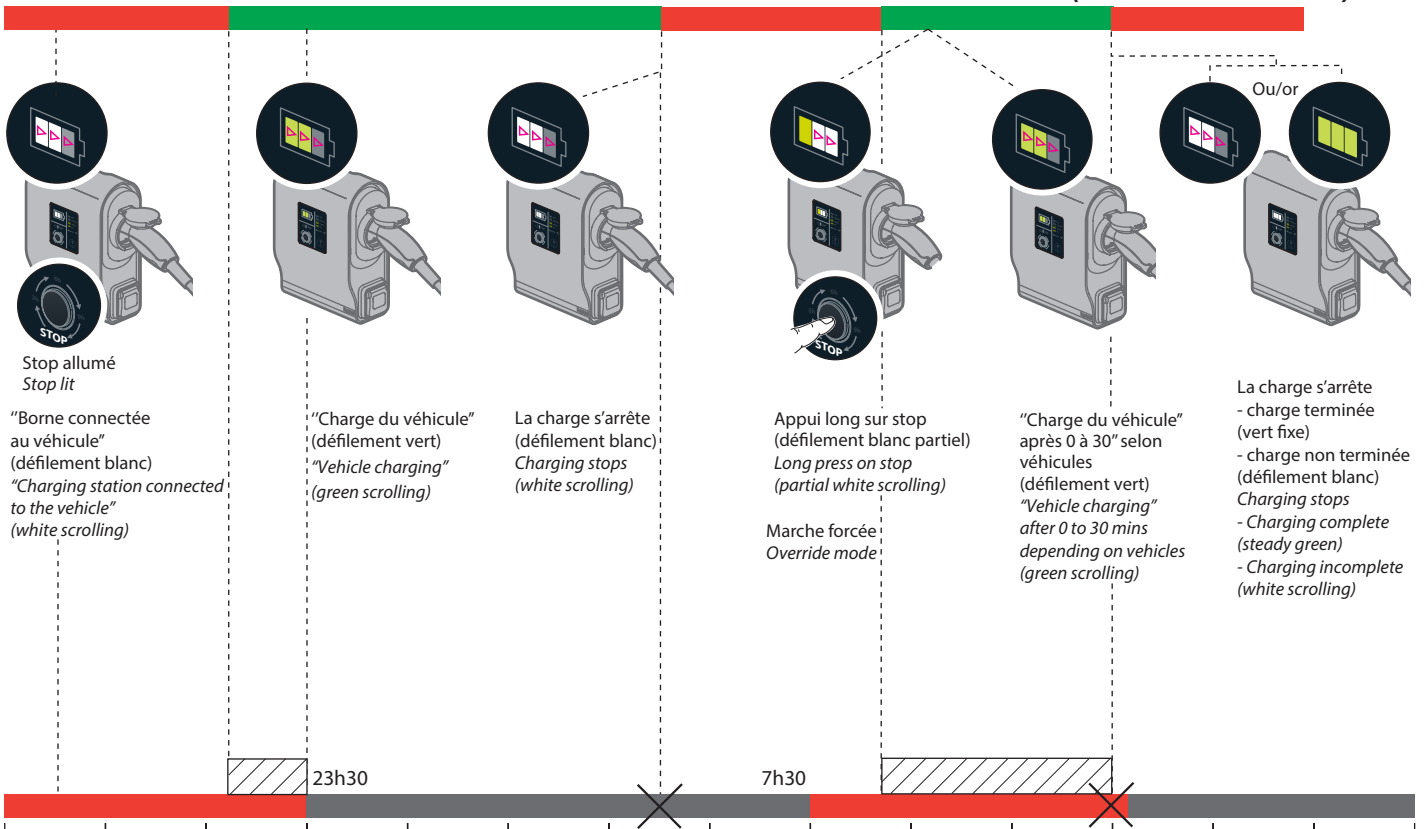 Ou/or
STOP
STOP
Stop allumé
Stop lit
"Borne connectée
au véhicule"
(défilement blanc)
"Charging station connected
to the vehicle"
(white scrolling)
"Charge du véhicule"
(défilement vert)
"Vehicle charging"
(green scrolling)
La charge s'arrête
(défilement blanc)
Charging stops
(white scrolling)
Appui long sur stop
(défilement blanc partiel)
Long press on stop
(partial white scrolling)
Marche forcée
Override mode
"Charge du véhicule"
après 0 à 30" selon
véhicules
(défilement vert)
"Vehicle charging"
after 0 to 30 mins
depending on vehicles
(green scrolling)
La charge s'arrête
- charge terminée
(vert fixe)
- charge non terminée
(défilement blanc)
Charging stops
- Charging complete
(steady green)
- Charging incomplete
(white scrolling)
23h30
7h30